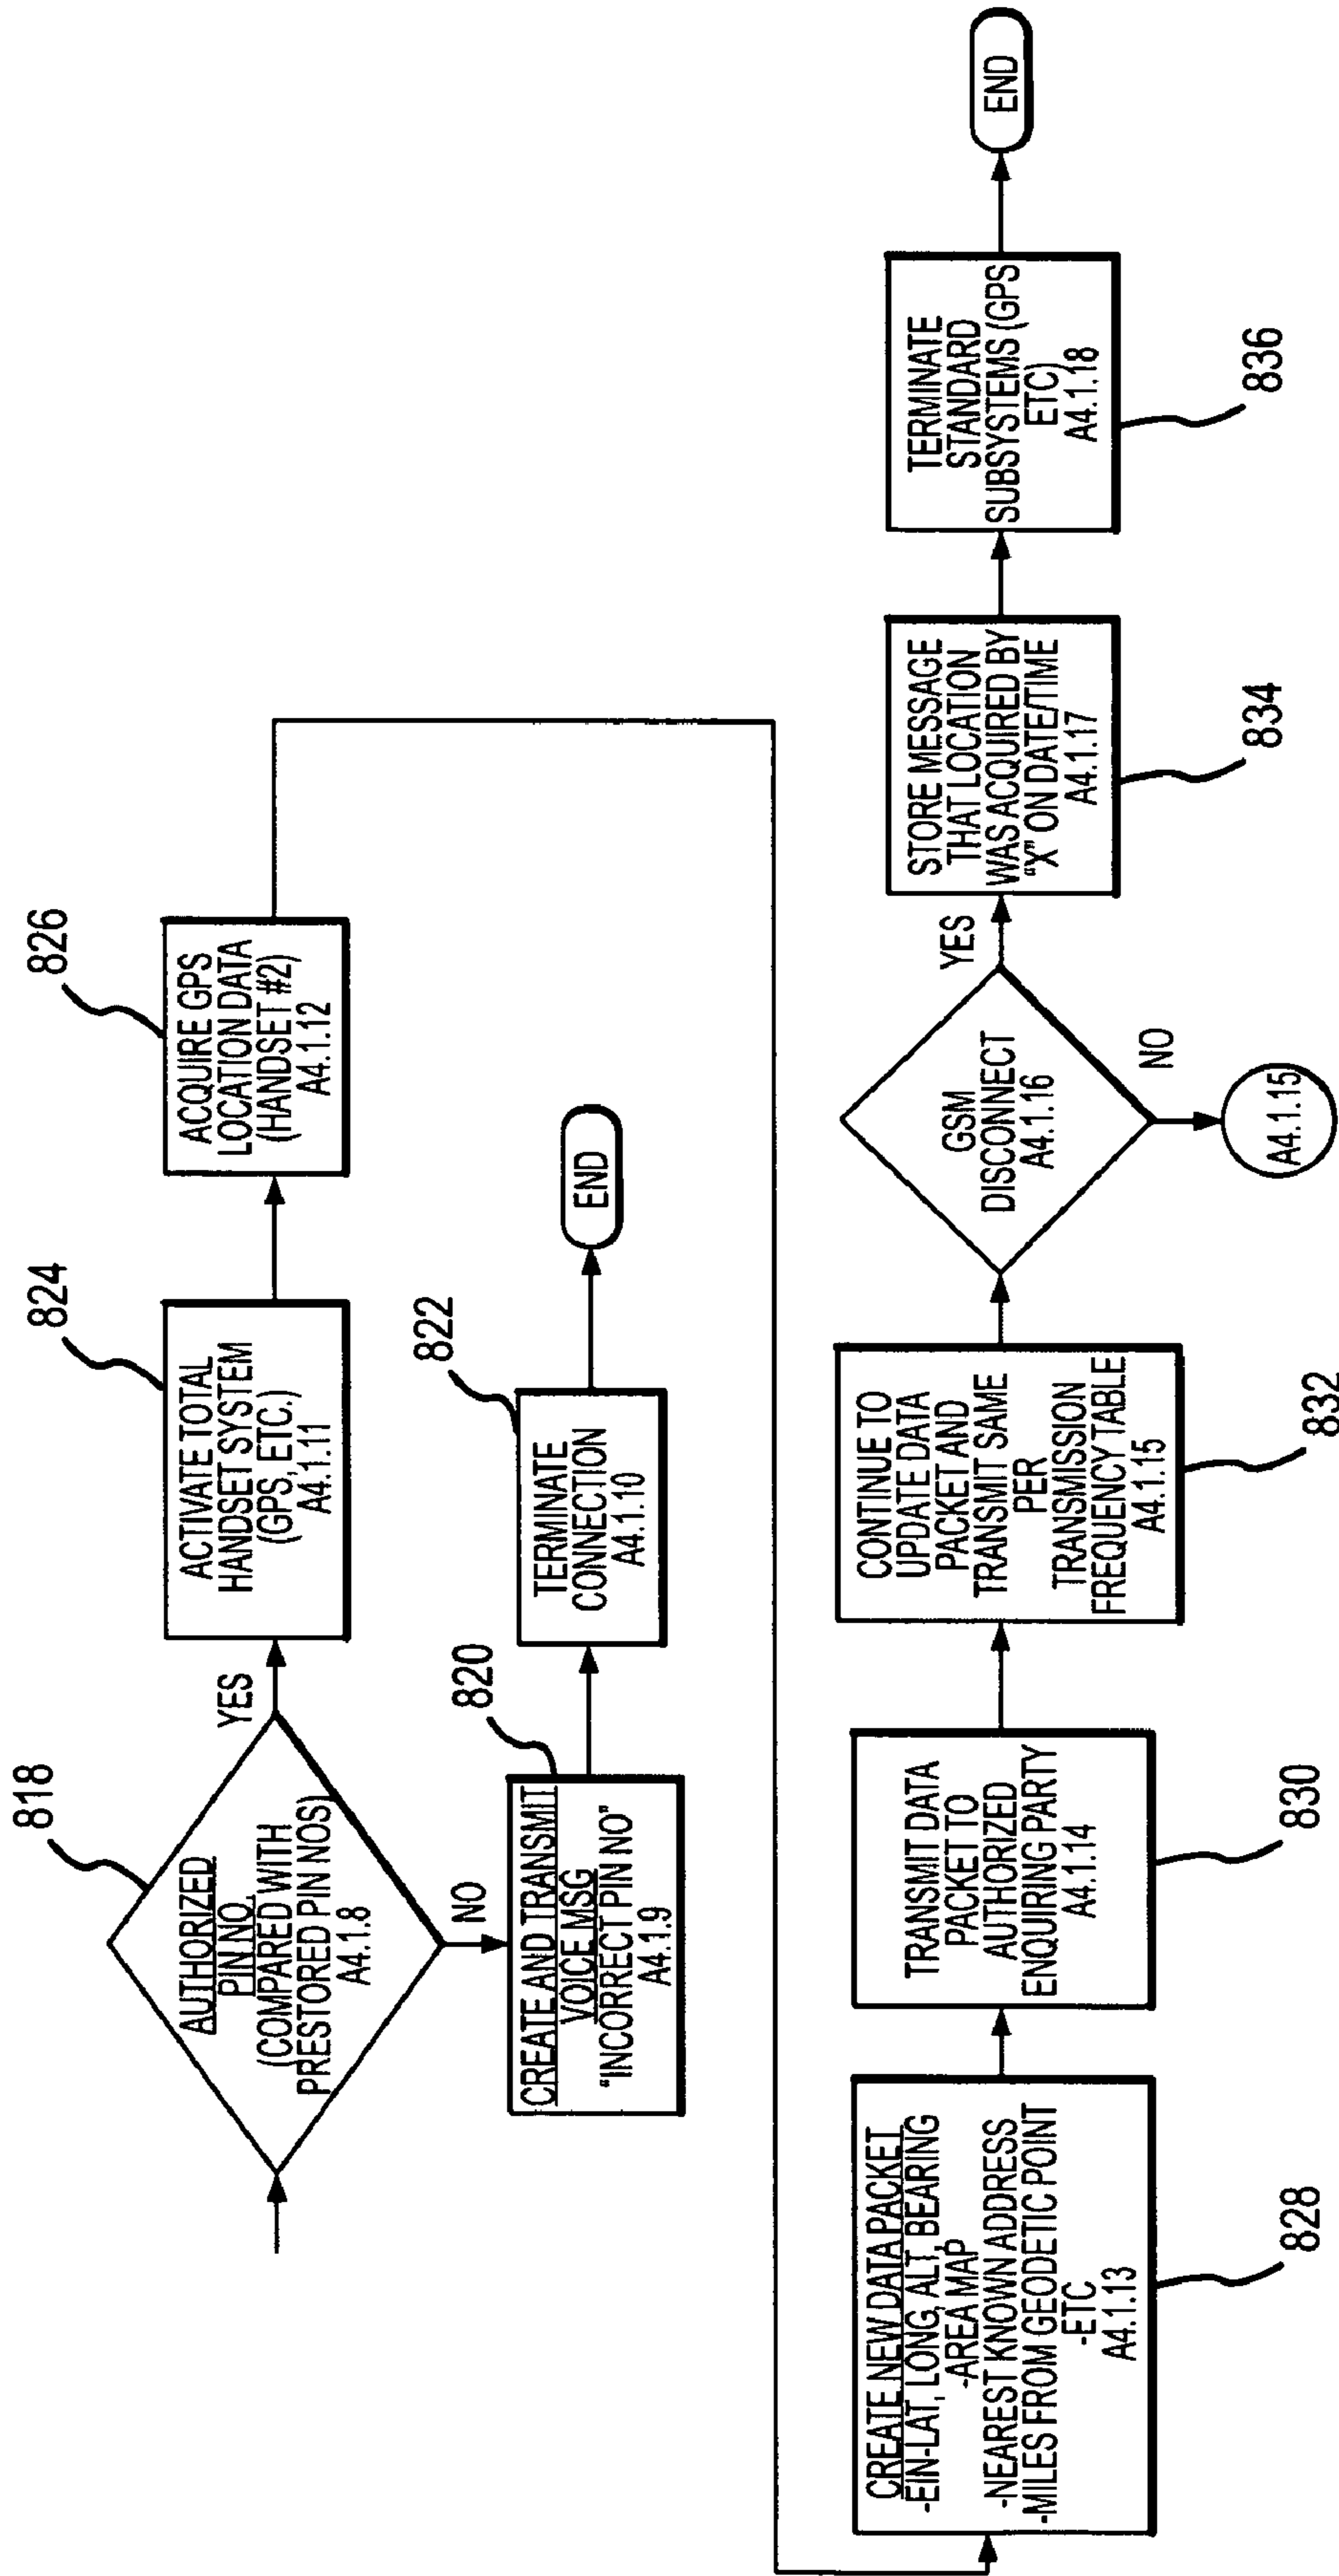 818
AUTHORIZED
PIN NO.
(COMPARED WITH
PRESTORED PIN NOS)
A4.1.8
YES
NO
824
ACTIVATE TOTAL
HANDSET SYSTEM
(GPS, ETC.)
A4.1.11
826
ACQUIRE GPS
LOCATION DATA
(HANDSET #2)
A4.1.12
820
CREATE AND TRANSMIT
VOICE MSG
"INCORRECT PIN NO"
A4.1.9
822
TERMINATE
CONNECTION
A4.1.10
END
CREATE NEW DATA PACKET
-EIN-LAT, LONG, ALT, BEARING
-AREA MAP
-NEAREST KNOWN ADDRESS
-MILES FROM GEODETIC POINT
-ETC
A4.1.13
828
TRANSMIT DATA
PACKET TO
AUTHORIZED
ENQUIRING PARTY
A4.1.14
830
CONTINUE TO
UPDATE DATA
PACKET AND
TRANSMIT SAME
PER
TRANSMISSION
FREQUENCY TABLE
A4.1.15
832
GSM
DISCONNECT
A4.1.16
YES
NO
A4.1.15
STORE MESSAGE
THAT LOCATION
WAS ACQUIRED BY
"X" ON DATE/TIME
A4.1.17
834
TERMINATE
STANDARD
SUBSYSTEMS (GPS
ETC)
A4.1.18
836
END